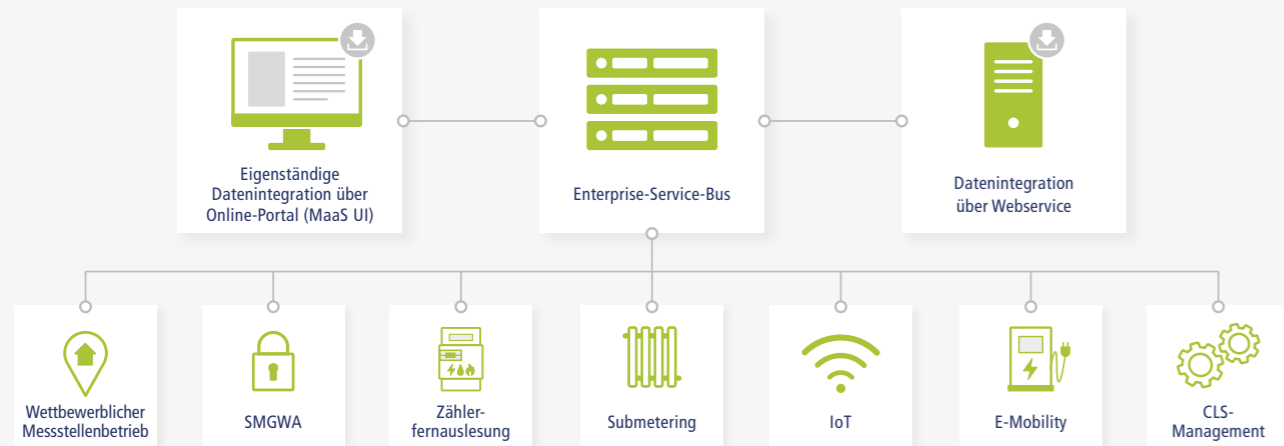 Eigenständige
Datenintegration über
Online-Portal (MaaS UI)
Enterprise-Service-Bus
Datenintegration
über Webservice
Wettbewerblicher
Messstellenbetrieb
SMGWA
Zähler-
fernauslesung
Submetering
IoT
E-Mobility
CLS-
Management